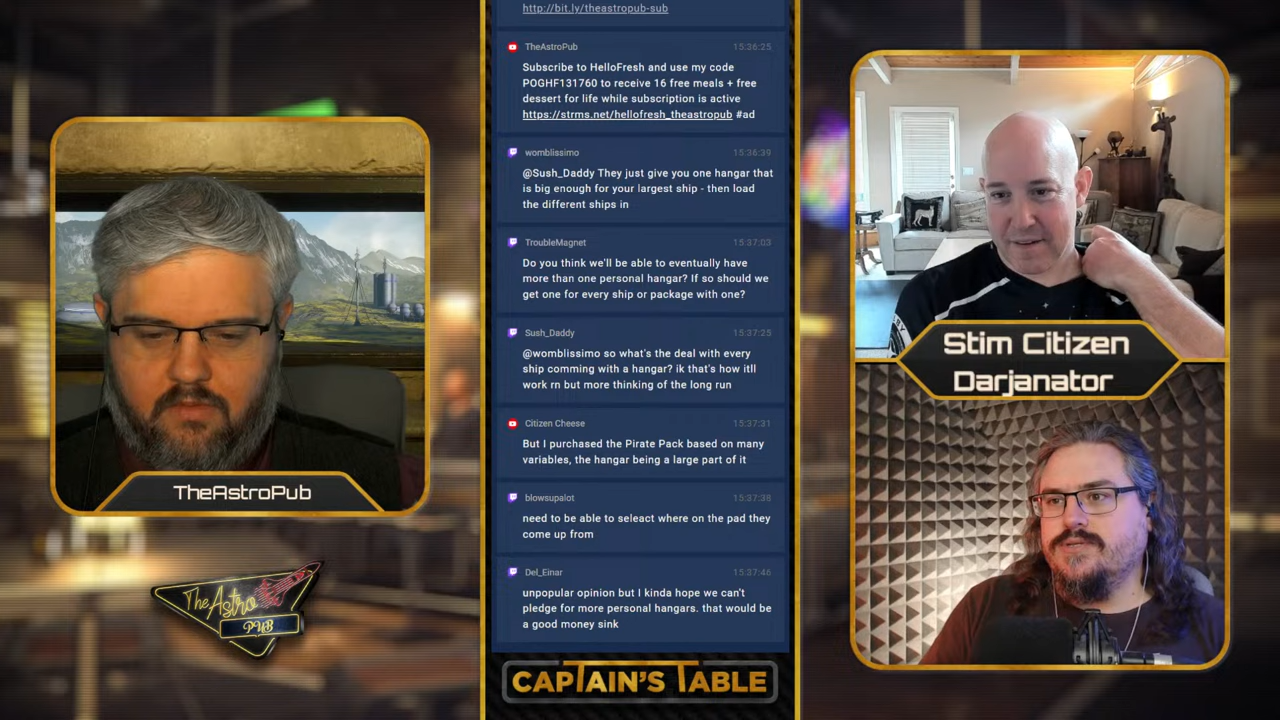 http://bit.ly/theastropub-sub
TheAstroPub 15:36:25
Subscribe to HelloFresh and use my code
POGHF131760 to receive 16 free meals + free
dessert for life while subscription is active
https://strms.net/hellofresh_theastropub #ad
womblissimo 15:36:39
@Sush_Daddy They just give you one hangar that
is big enough for your largest ship - then load
the different ships in
TroubleMagnet 15:37:03
Do you think we'll be able to eventually have
more than one personal hangar? If so should we
get one for every ship or package with one?
Sush_Daddy 15:37:25
@womblissimo so what's the deal with every
ship comming with a hangar? ik that's how itll
work rn but more thinking of the long run
Citizen Cheese 15:37:31
But I purchased the Pirate Pack based on many
variables, the hangar being a large part of it
blowsupalot 15:37:38
need to be able to seleact where on the pad they
come up from
Del_Einar 15:37:46
unpopular opinion but I kinda hope we can't
pledge for more personal hangars. that would be
a good money sink
CAPTAIN'S TABLE
TheAstroPub
The Astro
PUB
Stim Citizen
Darjanator